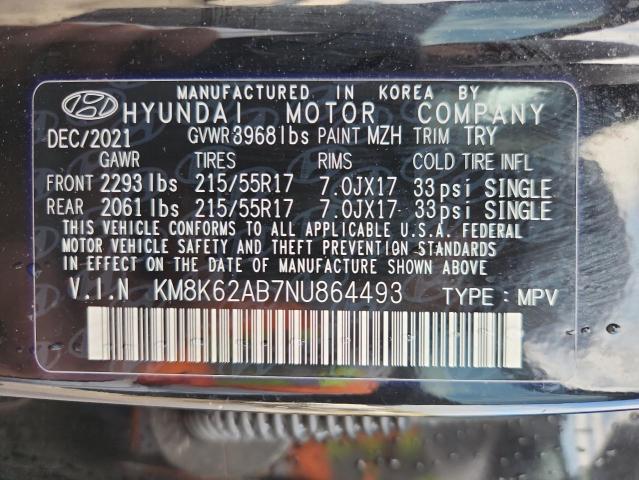 MANUFACTURED IN KOREA BY
HYUNDAI MOTOR COMPANY
DEC/2021 GVWR 3968lbs PAINT MZH TRIM TRY
GAWR TIRES RIMS COLD TIRE INFL
FRONT 2293lbs 215/55R17 7.0JX17 33psi SINGLE
REAR 2061lbs 215/55R17 7.0JX17 33psi SINGLE
THIS VEHICLE CONFORMS TO ALL APPLICABLE U.S.A. FEDERAL
MOTOR VEHICLE SAFETY AND THEFT PREVENTION STANDARDS
IN EFFECT ON THE DATE OF MANUFACTURE SHOWN ABOVE.
V.I.N KM8K62AB7NU864493 TYPE : MPV